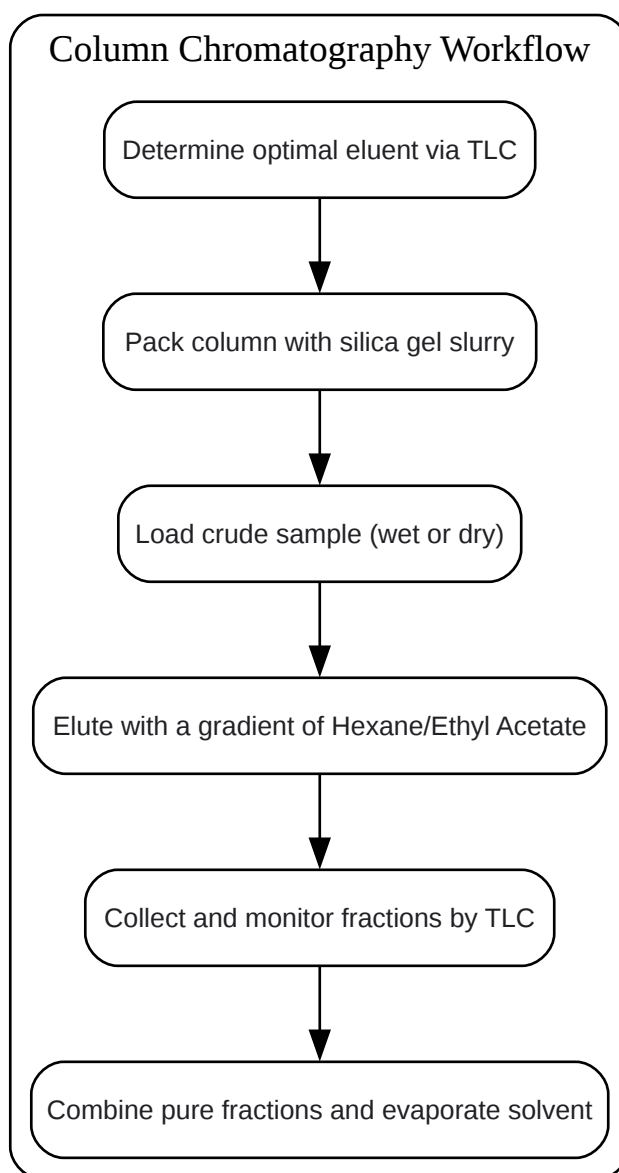 Column Chromatography Workflow
Determine optimal eluent via TLC
Pack column with silica gel slurry
Load crude sample (wet or dry)
Elute with a gradient of Hexane/Ethyl Acetate
Collect and monitor fractions by TLC
Combine pure fractions and evaporate solvent